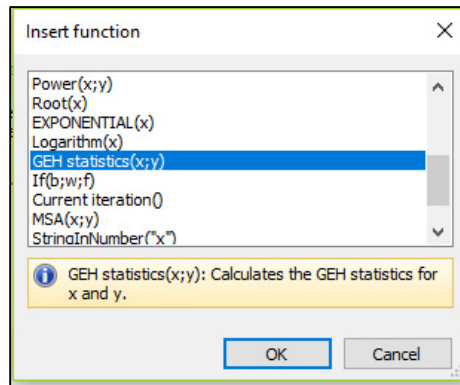 Insert function
Power(x;y)
Root(x)
EXPONENTIAL(x)
Logarithm(x)
GEH statistics(x;y)
If(b;w;f)
Current iteration()
MSA(x;y)
StringInNumber("x")
GEH statistics(x;y): Calculates the GEH statistics for
x and y.
OK Cancel